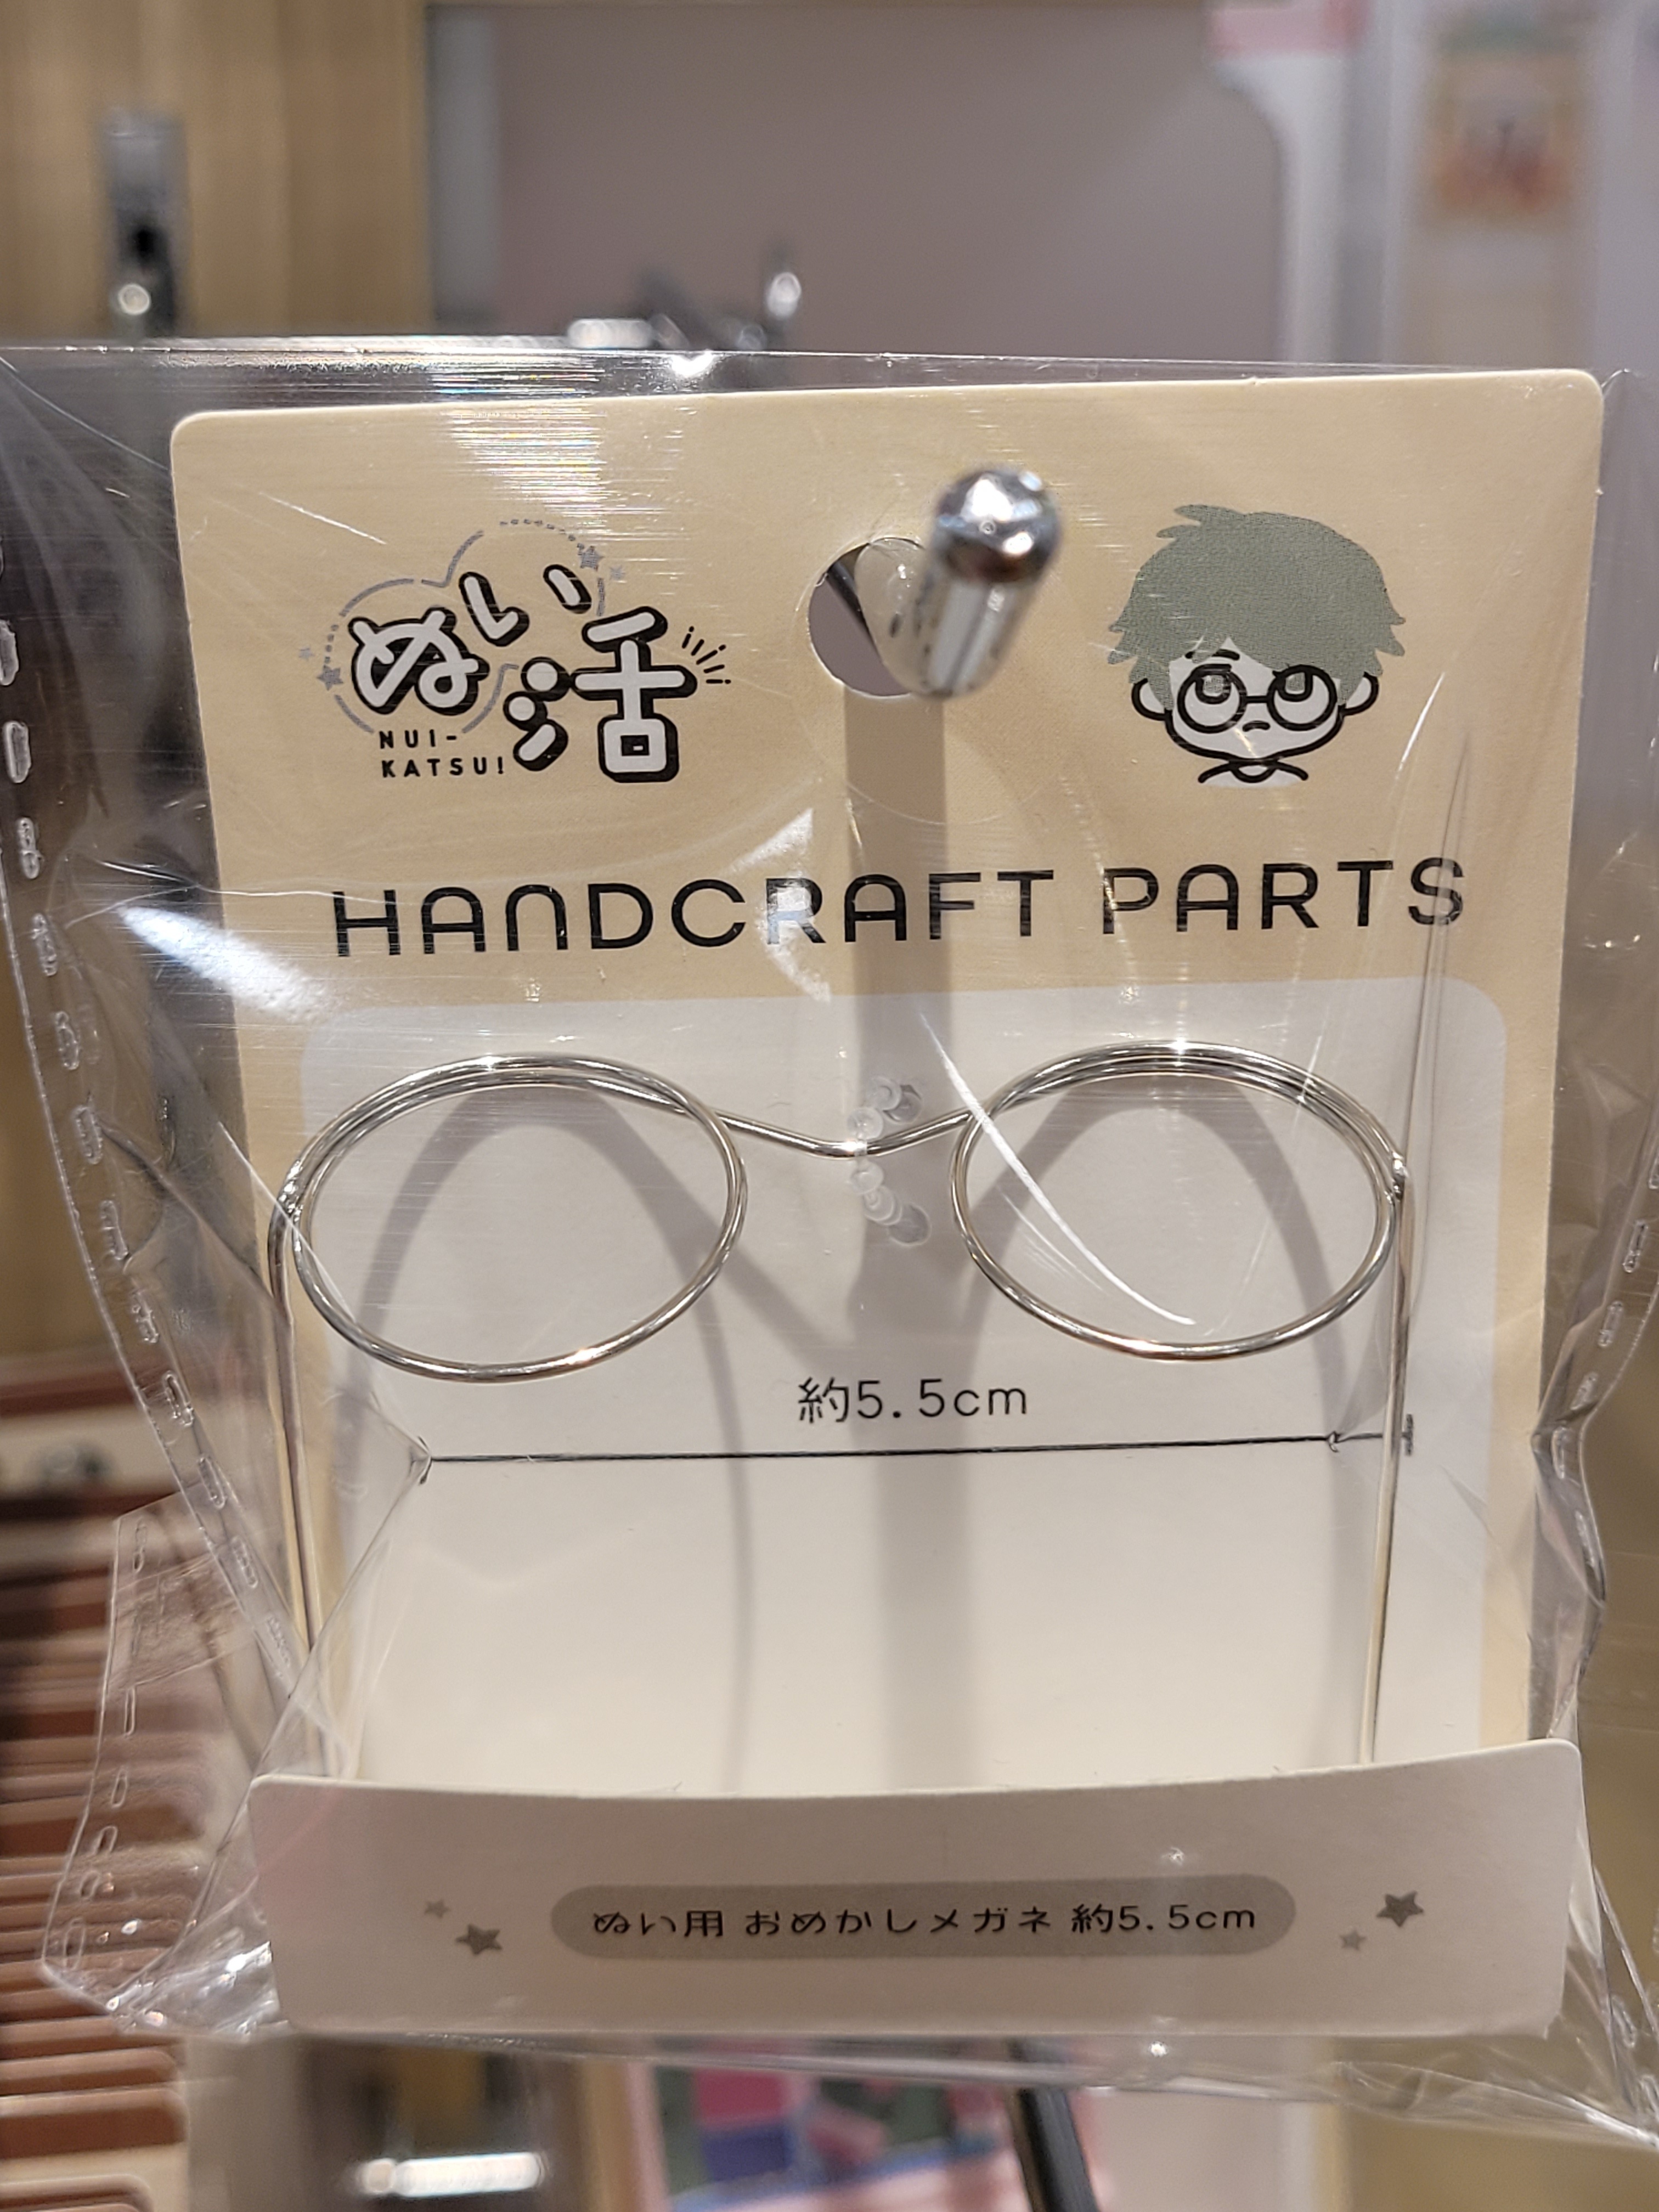 ぬい活
NUI-
KATSU!
HANDCRAFT PARTS
約5.5cm
ぬい用 おめかしメガネ 約5.5cm